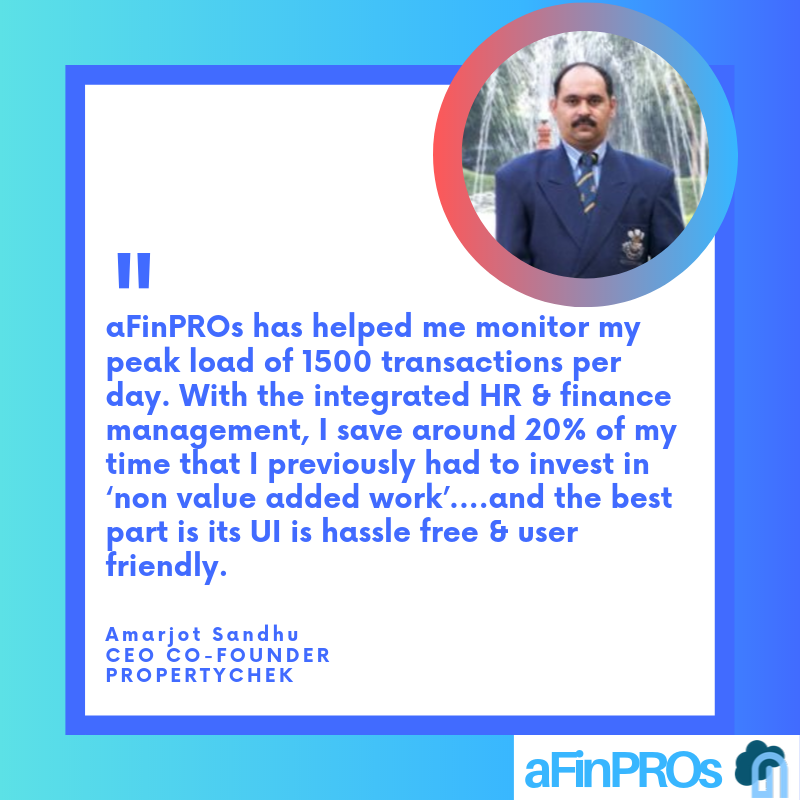 "
aFinPROs has helped me monitor my
peak load of 1500 transactions per
day. With the integrated HR & finance
management, I save around 20% of my
time that I previously had to invest in
‘non value added work’....and the best
part is its UI is hassle free & user
friendly.
Amarjot Sandhu
CEO CO-FOUNDER
PROPERTYCHEK
aFinPROs